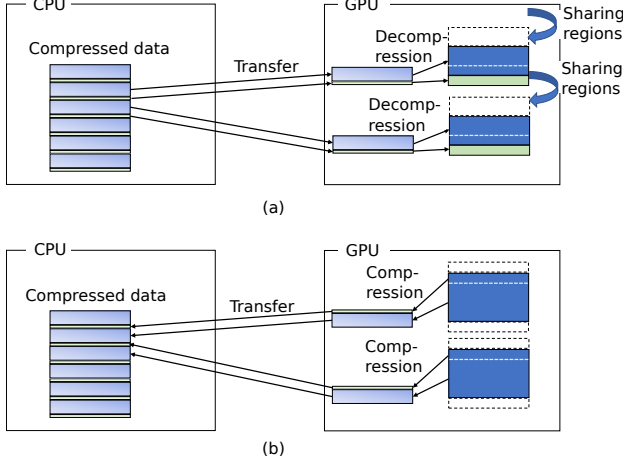 CPU
GPU
Compressed data
Transfer
Decomp-
ression
Sharing
regions
Sharing
regions
Decomp-
ression
(a)
CPU
GPU
Compressed data
Transfer
Comp-
ression
Comp-
ression
(b)